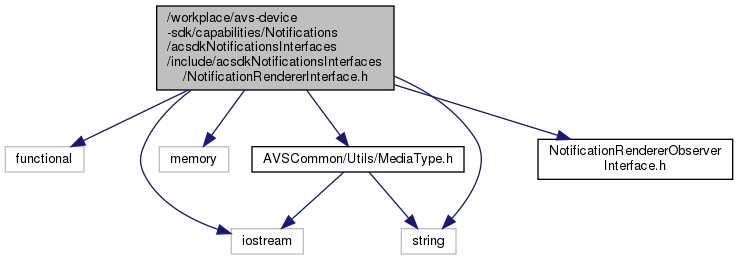 /workplace/avs-device
-sdk/capabilities/Notifications
/acsdkNotificationsInterfaces
/include/acsdkNotificationsInterfaces
/NotificationRendererInterface.h
functional
memory
AVSCommon/Utils/MediaType.h
NotificationRendererObserver
Interface.h
iostream
string